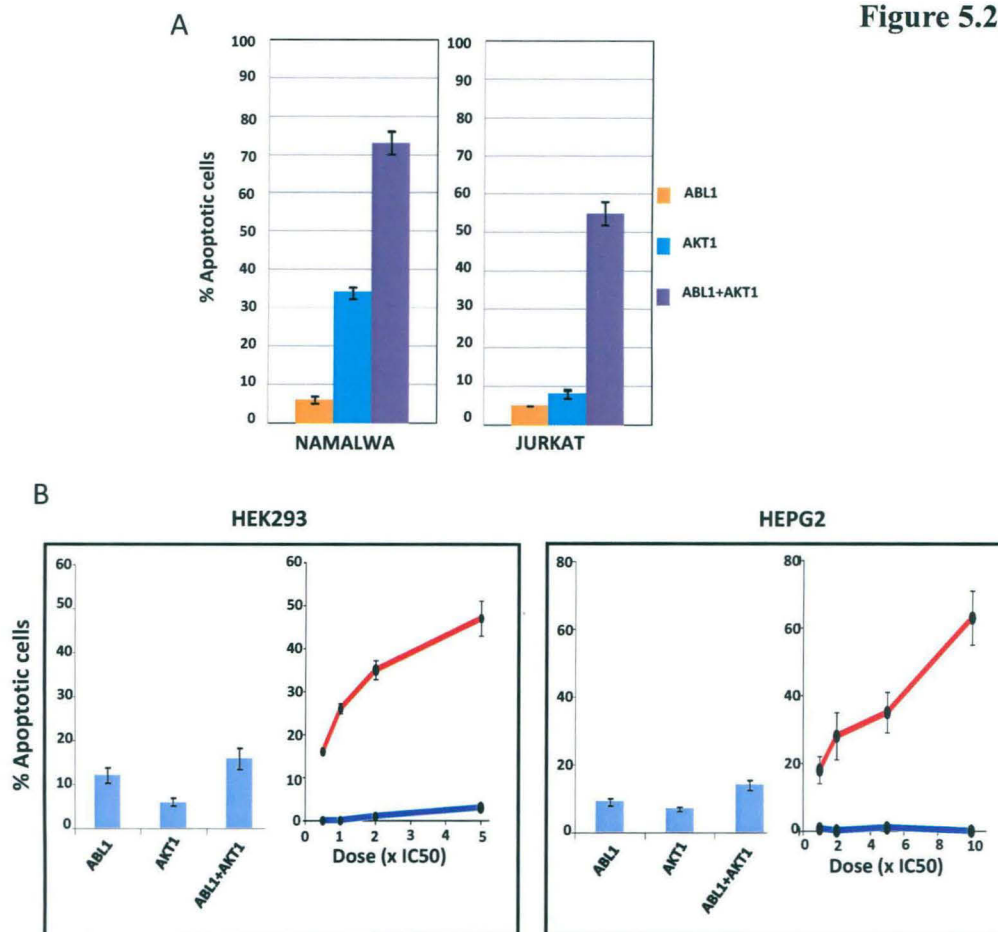 Figure 5.2
A
% Apoptotic cells
100
90
80
70
60
50
40
30
20
10
0
NAMALWA
100
90
80
70
60
50
40
30
20
10
0
JURKAT
ABL1
AKT1
ABL1+AKT1
B
HEK293
% Apoptotic cells
60
50
40
30
20
10
0
ABL1
AKT1
ABL1+AKT1
60
50
40
30
20
10
0
0 1 2 3 4 5
Dose (x IC50)
HEPG2
80
60
40
20
0
ABL1
AKT1
ABL1+AKT1
80
60
40
20
0
0 2 4 6 8 10
Dose (x IC50)